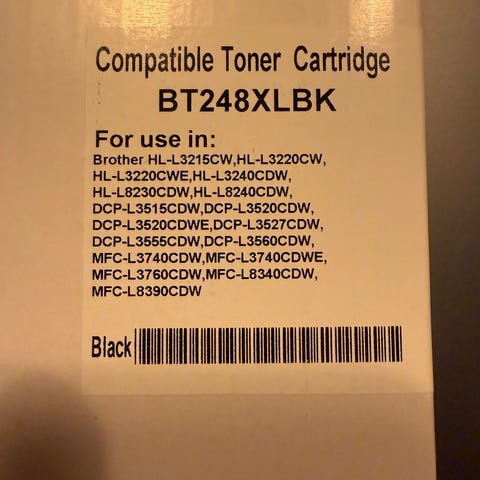 Compatible Toner Cartridge
BT248XLBK
For use in:
Brother HL-L3215CW,HL-L3220CW,
HL-L3220CWE,HL-L3240CDW,
HL-L8230CDW,HL-L8240CDW,
DCP-L3515CDW,DCP-L3520CDW,
DCP-L3520CDWE,DCP-L3527CDW,
DCP-L3555CDW,DCP-L3560CDW,
MFC-L3740CDW,MFC-L3740CDWE,
MFC-L3760CDW,MFC-L8340CDW,
MFC-L8390CDW
Black